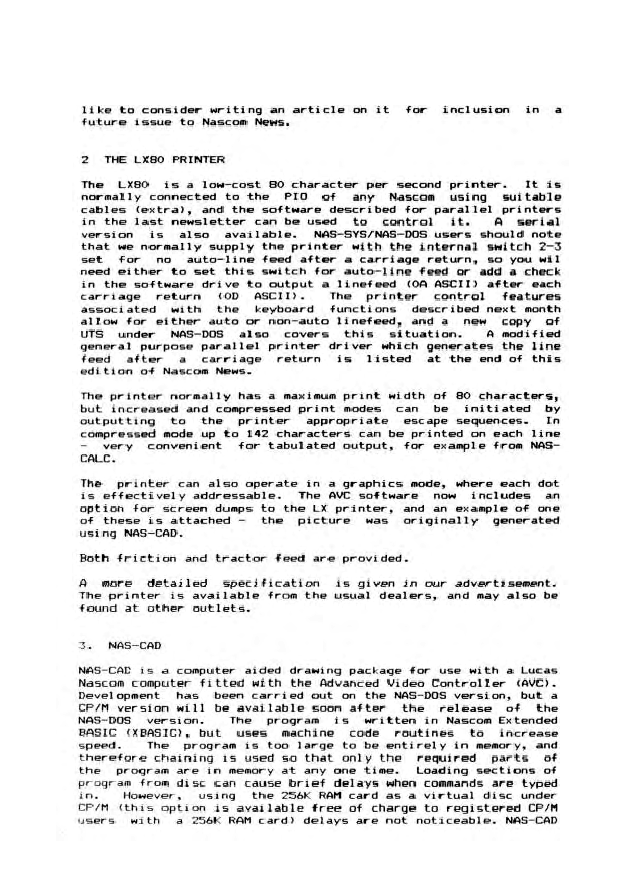 like to consider writing an article on it for inclusion in a
future issue to Nascom News.
2 THE LX80 PRINTER
The LX80 is a low-cost 80 character per second printer. It is
normally connected to the PIO of any Nascom using suitable
cables (extra), and the software described for parallel printers
in the last newsletter can be used to control it. A serial
version is also available. NAS-SYS/NAS-DOS users should note
that we normally supply the printer with the internal switch 2-3
set for no auto-line feed after a carriage return, so you wil
need either to set this switch for auto-line feed or add a check
in the software drive to output a linefeed (OA ASCII) after each
carriage return (OD ASCII). The printer control features
associated with the keyboard functions described next month
allow for either auto or non-auto linefeed, and a new copy of
UTS under NAS-DOS also covers this situation. A modified
general purpose parallel printer driver which generates the line
feed after a carriage return is listed at the end of this
edition of Nascom News.
The printer normally has a maximum print width of 80 characters,
but increased and compressed print modes can be initiated by
outputting to the printer appropriate escape sequences. In
compressed mode up to 142 characters can be printed on each line
- very convenient for tabulated output, for example from NAS-
CALC.
The printer can also operate in a graphics mode, where each dot
is effectively addressable. The AVC software now includes an
option for screen dumps to the LX printer, and an example of one
of these is attached - the picture was originally generated
using NAS-CAD.
Both friction and tractor feed are provided.
A more detailed specification is given in our advertisement.
The printer is available from the usual dealers, and may also be
found at other outlets.
3. NAS-CAD
NAS-CAD is a computer aided drawing package for use with a Lucas
Nascom computer fitted with the Advanced Video Controller (AVC).
Development has been carried out on the NAS-DOS version, but a
CP/M version will be available soon after the release of the
NAS-DOS version. The program is written in Nascom Extended
BASIC (XBASIC), but uses machine code routines to increase
speed. The program is too large to be entirely in memory, and
therefore chaining is used so that only the required parts of
the program are in memory at any one time. Loading sections of
program from disc can cause brief delays when commands are typed
in. However, using the 256K RAM card as a virtual disc under
CP/M (this option is available free of charge to registered CP/M
users with a 256K RAM card) delays are not noticeable. NAS-CAD